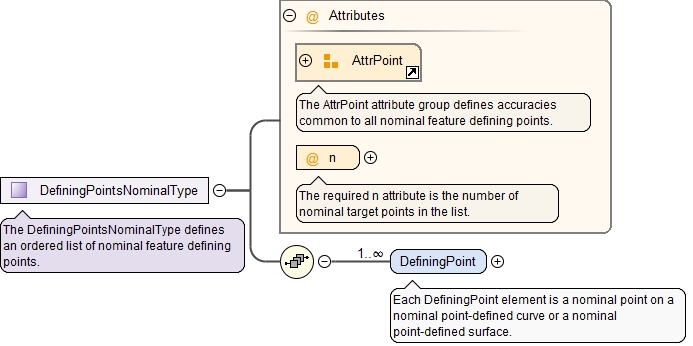 @ Attributes
AttrPoint
The AttrPoint attribute group defines accuracies
common to all nominal feature defining points.
@ n
The required n attribute is the number of
nominal target points in the list.
DefiningPointsNominalType
The DefiningPointsNominalType defines
an ordered list of nominal feature defining
points.
1..∞
DefiningPoint
Each DefiningPoint element is a nominal point on a
nominal point-defined curve or a nominal
point-defined surface.